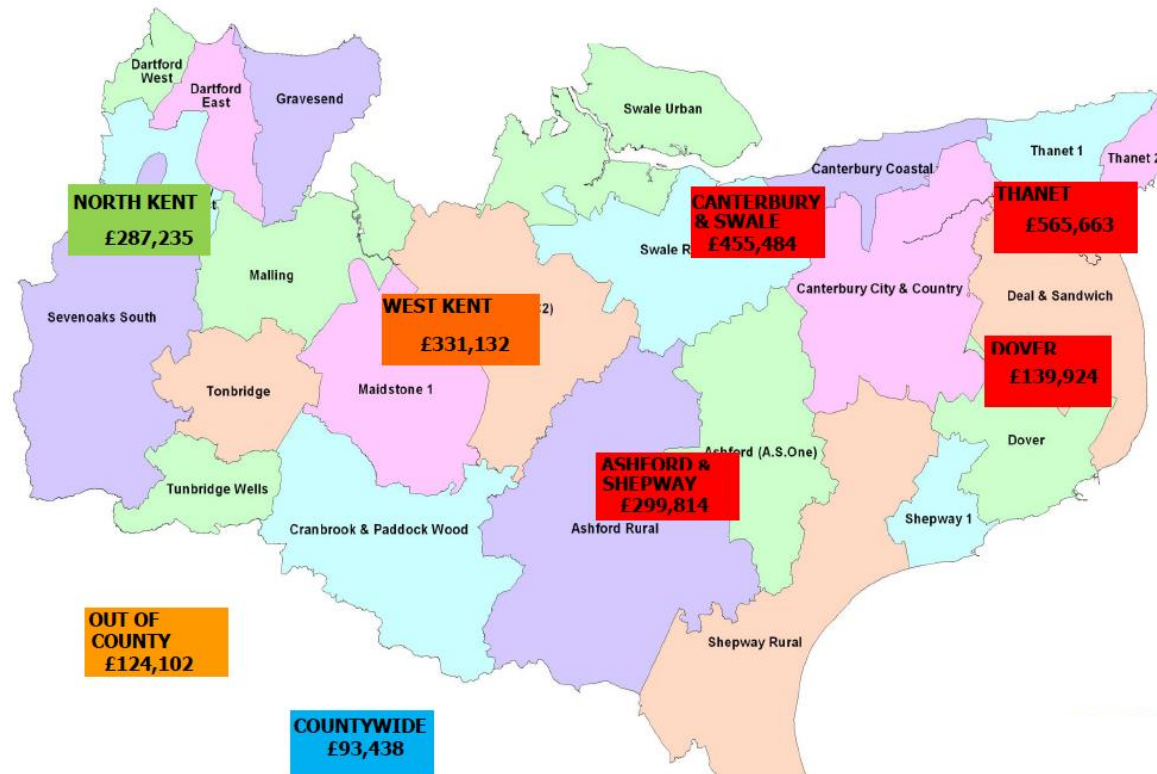 Dartford
West
Dartford
East
Gravesend
Swale Urban
Canterbury Coastal
Thanet 1
Thanet 2
NORTH KENT
£287,235
CANTERBURY
& SWALE
£455,484
Swale R
THANET
£565,663
Malling
Sevenoaks South
Canterbury City & Country
Deal & Sandwich
WEST KENT
£331,132
2)
DOVER
£139,924
Tonbridge
Maidstone 1
Dover
Ashford (A.S.One)
ASHFORD &
SHEPWAY
£299,814
Tunbridge Wells
Cranbrook & Paddock Wood
Ashford Rural
Shepway 1
OUT OF
COUNTY
£124,102
Shepway Rural
COUNTYWIDE
£93,438